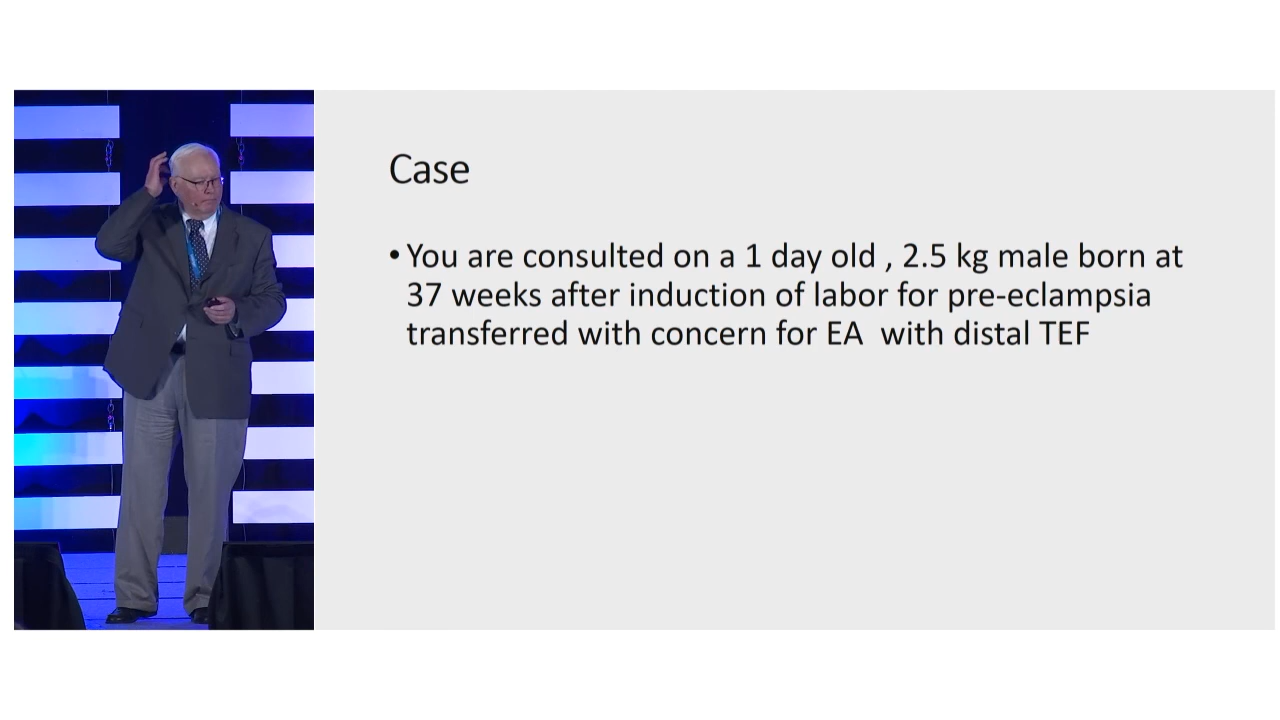 Case
• You are consulted on a 1 day old , 2.5 kg male born at
37 weeks after induction of labor for pre-eclampsia
transferred with concern for EA  with distal TEF